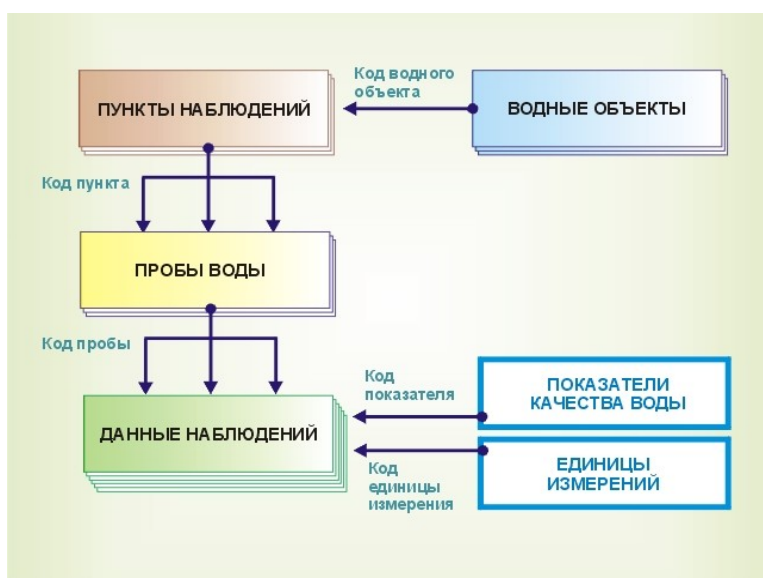 Код водного
объекта
ПУНКТЫ НАБЛЮДЕНИЙ
ВОДНЫЕ ОБЪЕКТЫ
Код пункта
ПРОБЫ ВОДЫ
Код пробы
Код
показателя
ПОКАЗАТЕЛИ
КАЧЕСТВА ВОДЫ
ДАННЫЕ НАБЛЮДЕНИЙ
Код
единицы
измерения
ЕДИНИЦЫ
ИЗМЕРЕНИЙ